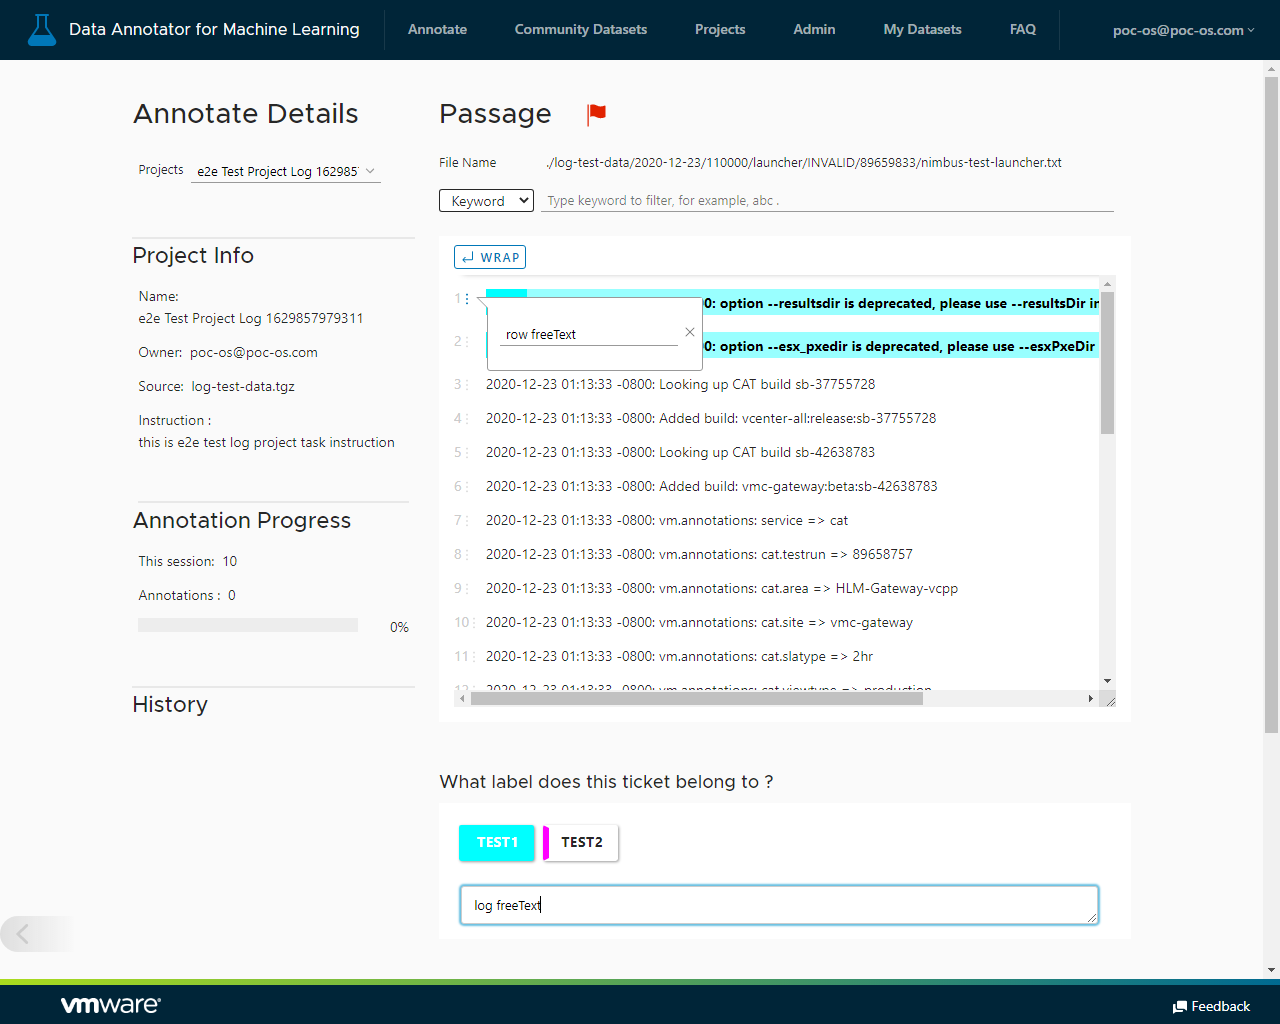 Data Annotator for Machine Learning
Annotate
Community Datasets
Projects
Admin
My Datasets
FAQ
poc-os@poc-os.com
Annotate Details
Projects
e2e Test Project Log 162985
Project Info
Name:
e2e Test Project Log 1629857979311
Owner: poc-os@poc-os.com
Source: log-test-data.tgz
Instruction :
this is e2e test log project task instruction
Annotation Progress
This session: 10
Annotations : 0
0%
History
Passage
File Name
./log-test-data/2020-12-23/110000/launcher/INVALID/89659833/nimbus-test-launcher.txt
Keyword
Type keyword to filter, for example, abc .
WRAP
1
0: option --resultsdir is deprecated, please use --resultsDir in
row freeText
2
0: option --esx_pxedir is deprecated, please use --esxPxeDir
3 2020-12-23 01:13:33 -0800: Looking up CAT build sb-37755728
4 2020-12-23 01:13:33 -0800: Added build: vcenter-all:release:sb-37755728
5 2020-12-23 01:13:33 -0800: Looking up CAT build sb-42638783
6 2020-12-23 01:13:33 -0800: Added build: vmc-gateway:beta:sb-42638783
7 2020-12-23 01:13:33 -0800: vm.annotations: service => cat
8 2020-12-23 01:13:33 -0800: vm.annotations: cat.testrun => 89658757
9 2020-12-23 01:13:33 -0800: vm.annotations: cat.area => HLM-Gateway-vcpp
10 2020-12-23 01:13:33 -0800: vm.annotations: cat.site => vmc-gateway
11 2020-12-23 01:13:33 -0800: vm.annotations: cat.slatype => 2hr
12 2020-12-23 01:13:33 -0800: vm.annotations: cat.viewtype => production
What label does this ticket belong to ?
TEST1
TEST2
log freeText
vmware
Feedback